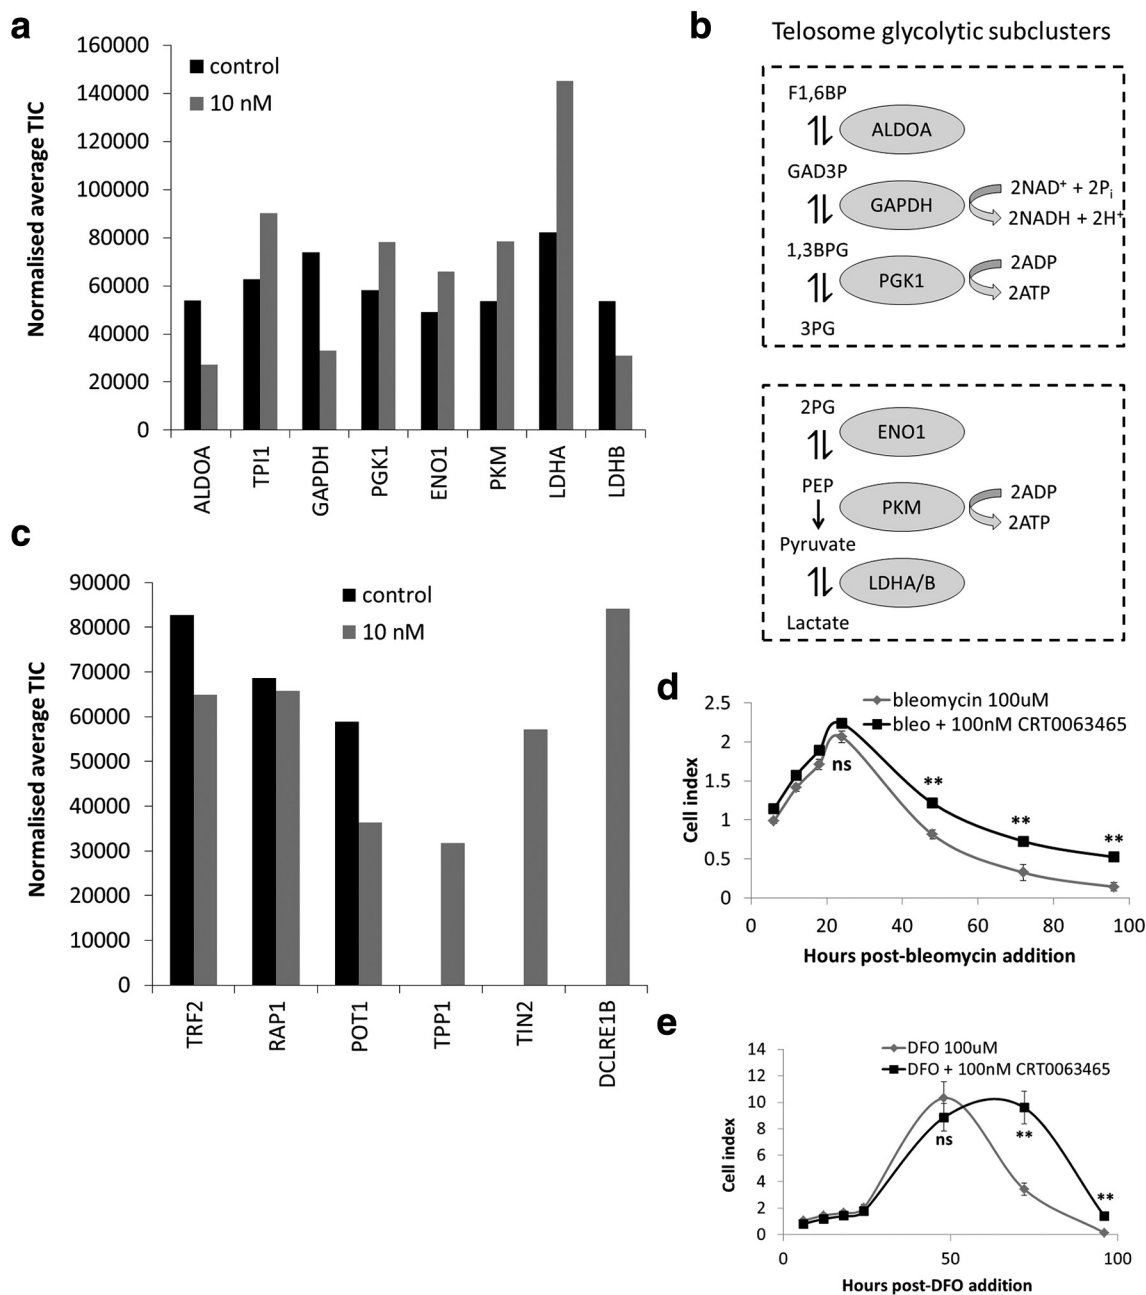 a
160000
140000
120000
100000
80000
60000
40000
20000
0
Normalised average TIC
control
10 nM
ALDOA
TPI1
GAPDH
PGK1
ENO1
PKM
LDHA
LDHB
b
Telosome glycolytic subclusters
F1,6BP
ALDOA
GAD3P
GAPDH
2NAD⁺ + 2Pᵢ
2NADH + 2H⁺
1,3BPG
PGK1
2ADP
2ATP
3PG
2PG
ENO1
PEP
PKM
2ADP
2ATP
Pyruvate
LDHA/B
Lactate
c
90000
80000
70000
60000
50000
40000
30000
20000
10000
0
Normalised average TIC
control
10 nM
TRF2
RAP1
POT1
TPP1
TIN2
DCLRE1B
d
bleomycin 100uM
bleo + 100nM CRT0063465
2.5
2
1.5
1
0.5
0
Cell index
ns
**
**
**
0 20 40 60 80 100
Hours post-bleomycin addition
e
DFO 100uM
DFO + 100nM CRT0063465
14
12
10
8
6
4
2
0
Cell index
ns
**
**
0 50 100
Hours post-DFO addition